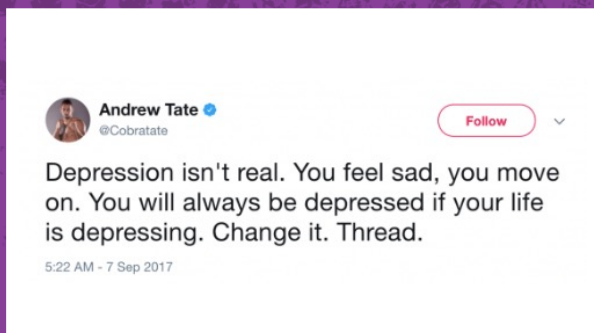 Andrew Tate
@Cobratate
Follow
Depression isn't real. You feel sad, you move
on. You will always be depressed if your life
is depressing. Change it. Thread.
5:22 AM - 7 Sep 2017